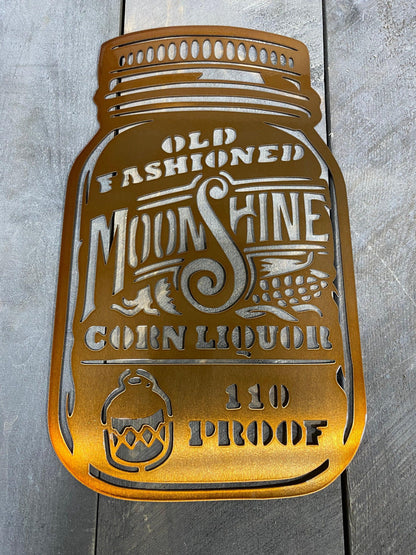 OLD
FASHIONED
MOONSHINE
CORN LIQUOR
110
PROOF